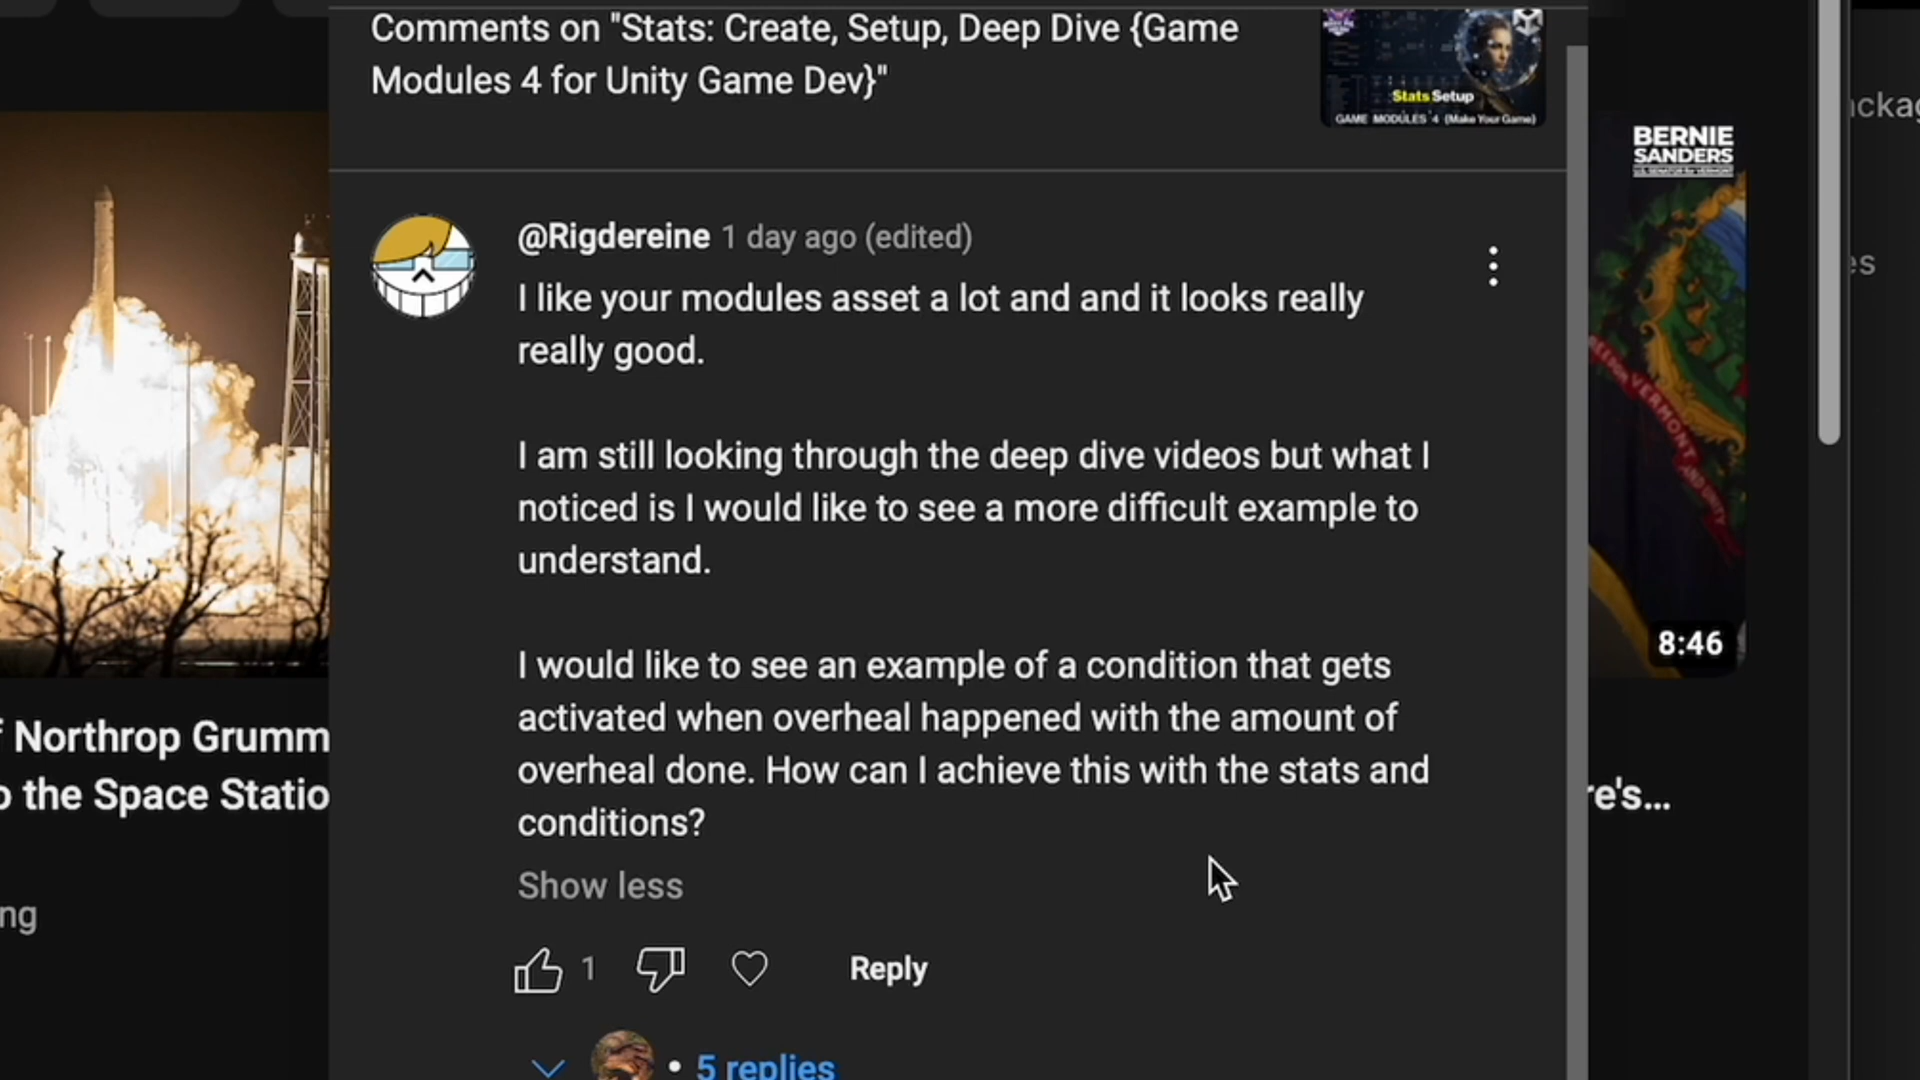 Comments on "Stats: Create, Setup, Deep Dive {Game
Modules 4 for Unity Game Dev}"
Stats Setup
GAME MODULES 4 (Make Your Game)
BERNIE
SANDERS
U.S. SENATOR for VERMONT
VERMONT
8:46
@Rigdereine 1 day ago (edited)
I like your modules asset a lot and and it looks really
really good.
I am still looking through the deep dive videos but what I
noticed is I would like to see a more difficult example to
understand.
I would like to see an example of a condition that gets
activated when overheal happened with the amount of
overheal done. How can I achieve this with the stats and
conditions?
Show less
1
Reply
5 replies
f Northrop Grumm
o the Space Statio
ng
re's...
ckag
es